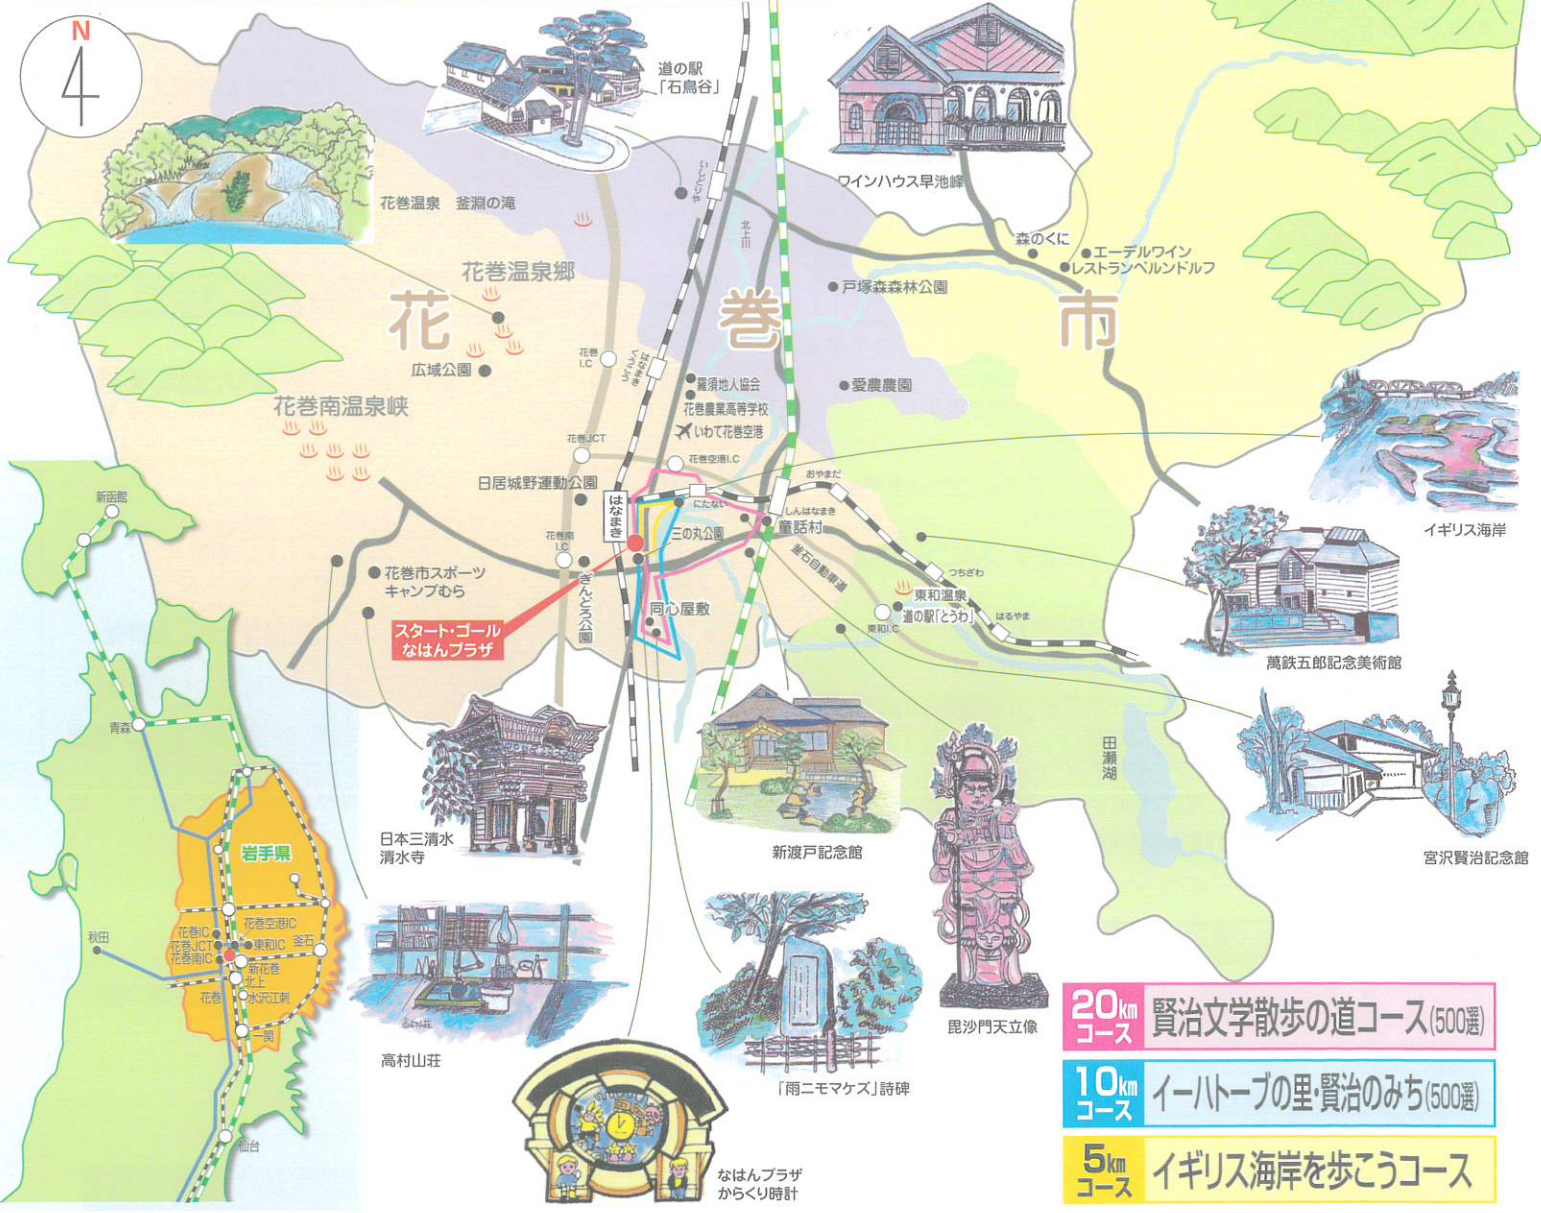 N
道の駅
「石鳥谷」
ワインハウス早池峰
花巻温泉 釜淵の滝
いしどりや
北上川
森のくに
エーデルワイン
レストランベルンドルフ
花巻温泉郷
戸塚森森林公園
花
巻
市
花巻
I.C
はなまき
くうこう
広域公園
羅須地人協会
花巻農業高等学校
いわて花巻空港
愛農農園
花巻南温泉峡
花巻JCT
花巻空港I.C
日居城野運動公園
はなまき
おやまだ
にたない
しんはなまき
童話村
イギリス海岸
新函館
花巻南
I.C
三の丸公園
釜石自動車道
ぎんどろ公園
花巻市スポーツ
キャンプむら
つちざわ
東和温泉
道の駅「とうわ」
東和I.C
はるやま
同心屋敷
スタート・ゴール
なはんプラザ
萬鉄五郎記念美術館
青森
田瀬湖
日本三清水
清水寺
新渡戸記念館
宮沢賢治記念館
岩手県
秋田
花巻空港IC
花巻IC
花巻JCT
東和IC
釜石
花巻南IC
新花巻
北上
花巻
水沢江刺
一関
仙台
高村山荘
「雨ニモマケズ」詩碑
毘沙門天立像
なはんプラザ
からくり時計
20km
コース
賢治文学散歩の道コース(500選)
10km
コース
イーハトーブの里・賢治のみち(500選)
5km
コース
イギリス海岸を歩こうコース